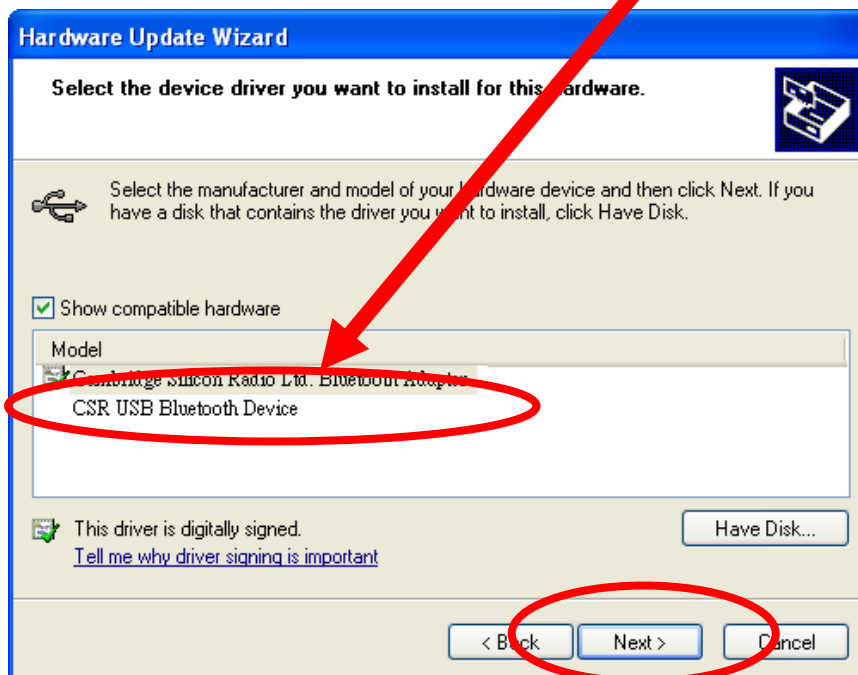 Hardware Update Wizard
Select the device driver you want to install for this hardware.
Select the manufacturer and model of your hardware device and then click Next. If you
have a disk that contains the driver you want to install, click Have Disk.
Show compatible hardware
Model
Cambridge Silicon Radio Ltd. Bluetooth Adapter
CSR USB Bluetooth Device
This driver is digitally signed.
Have Disk...
Tell me why driver signing is important
< Back Next > Cancel